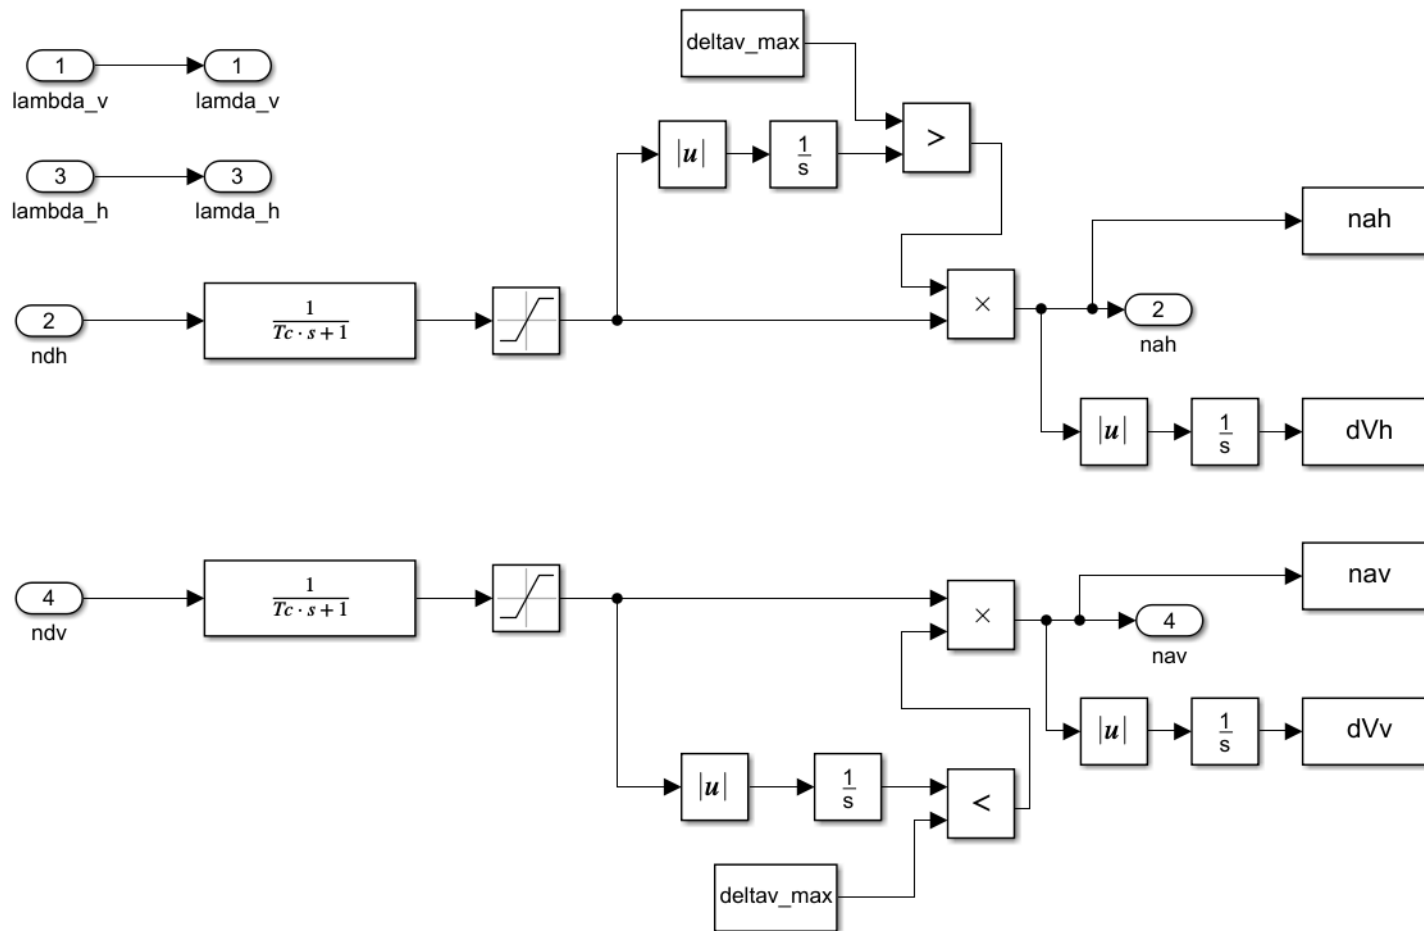 deltav_max
1
1
lambda_v
lamda_v
>
|u|
1
s
3
3
lambda_h
lamda_h
nah
2
ndh
1
Tc · s + 1
×
2
nah
|u|
1
s
dVh
4
ndv
1
Tc · s + 1
×
nav
4
nav
|u|
1
s
dVv
|u|
1
s
<
deltav_max